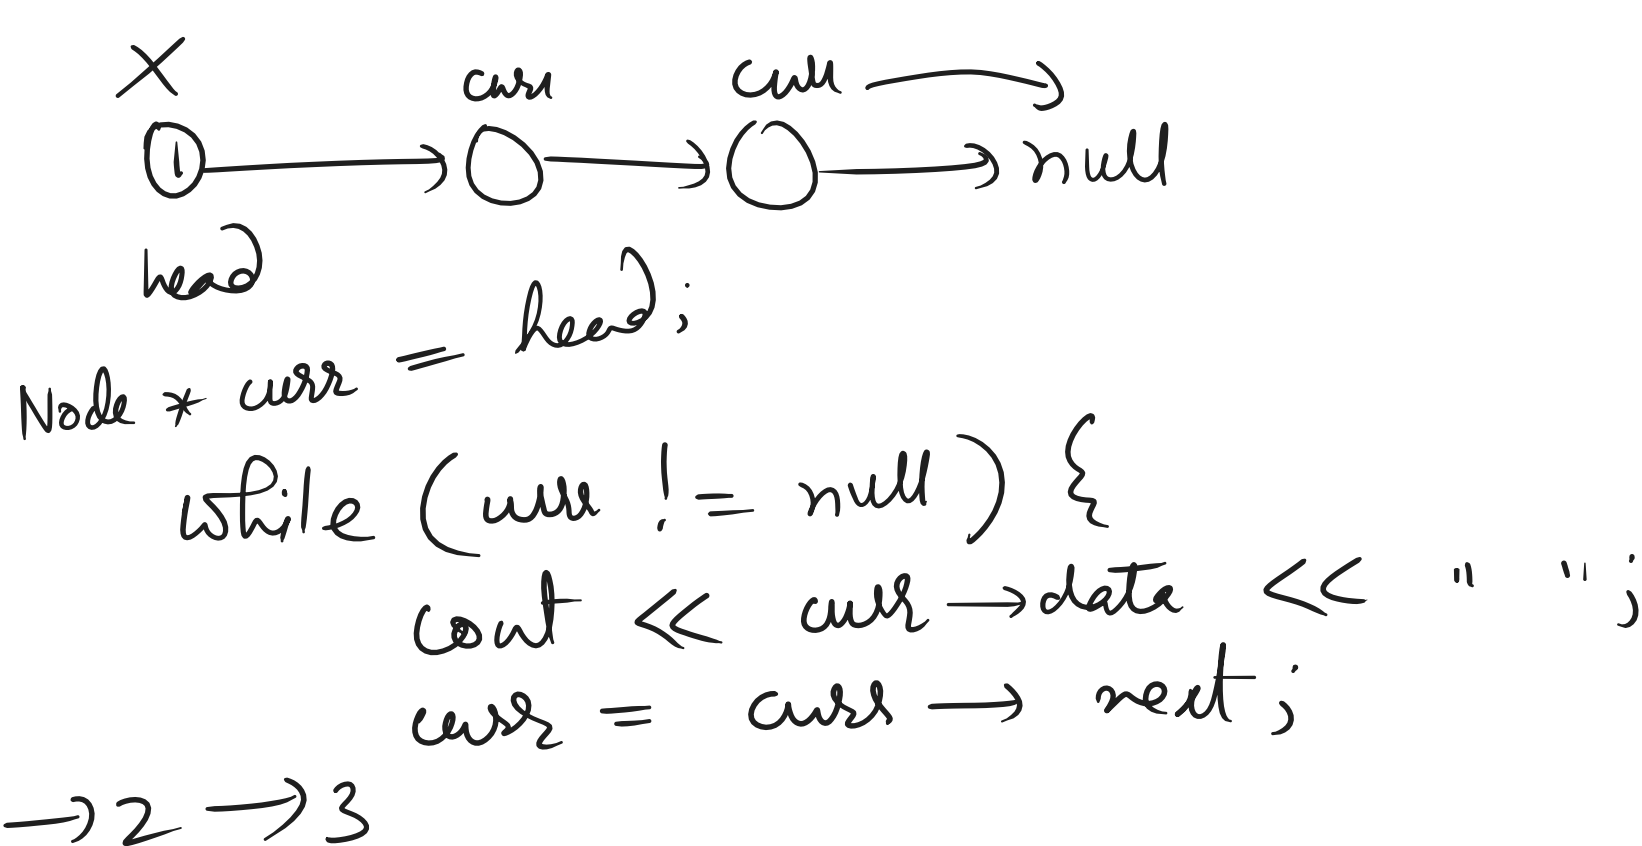 X curr curr →
1 → → → null
head
Node * curr = head;
while (curr != null) {
cout << curr → data << " ";
curr = curr → next;
→ 2 → 3